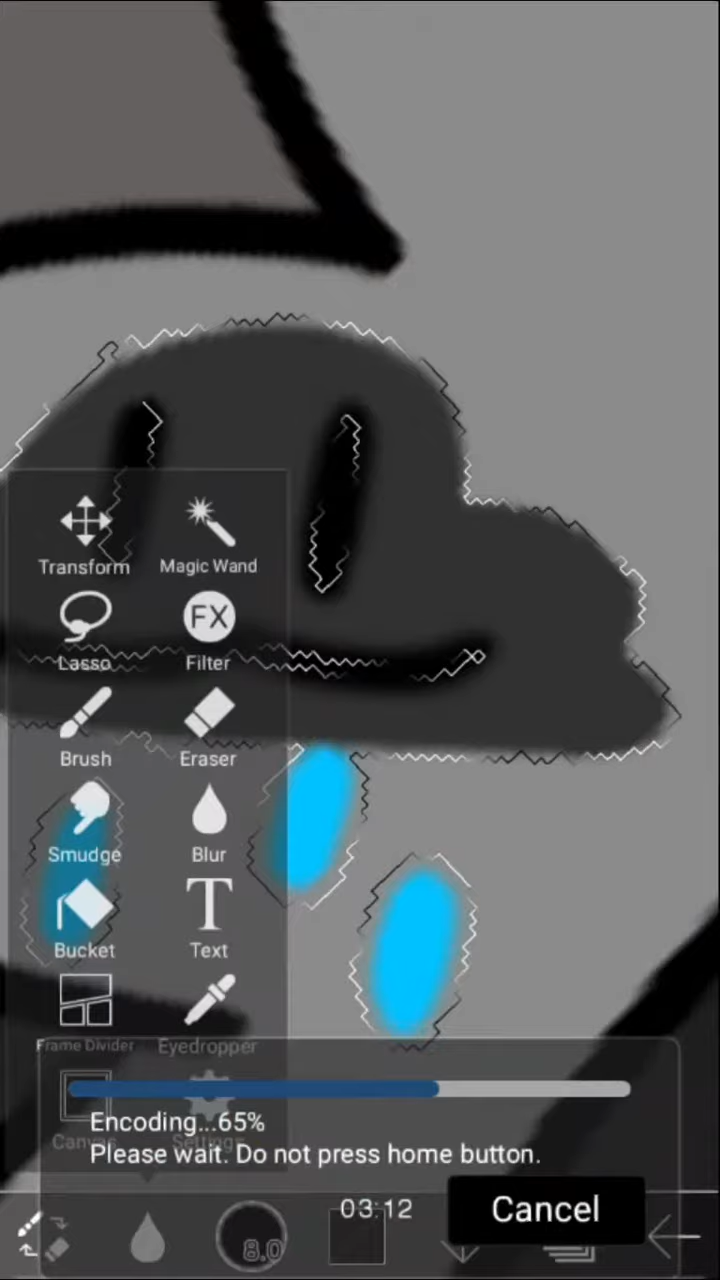 Transform Magic Wand
Lasso Filter
FX
Brush Eraser
Smudge Blur
T
Bucket Text
Frame Divider Eyedropper
Canvas Settings
Encoding...65%
Please wait. Do not press home button.
03:12
Cancel
8.0